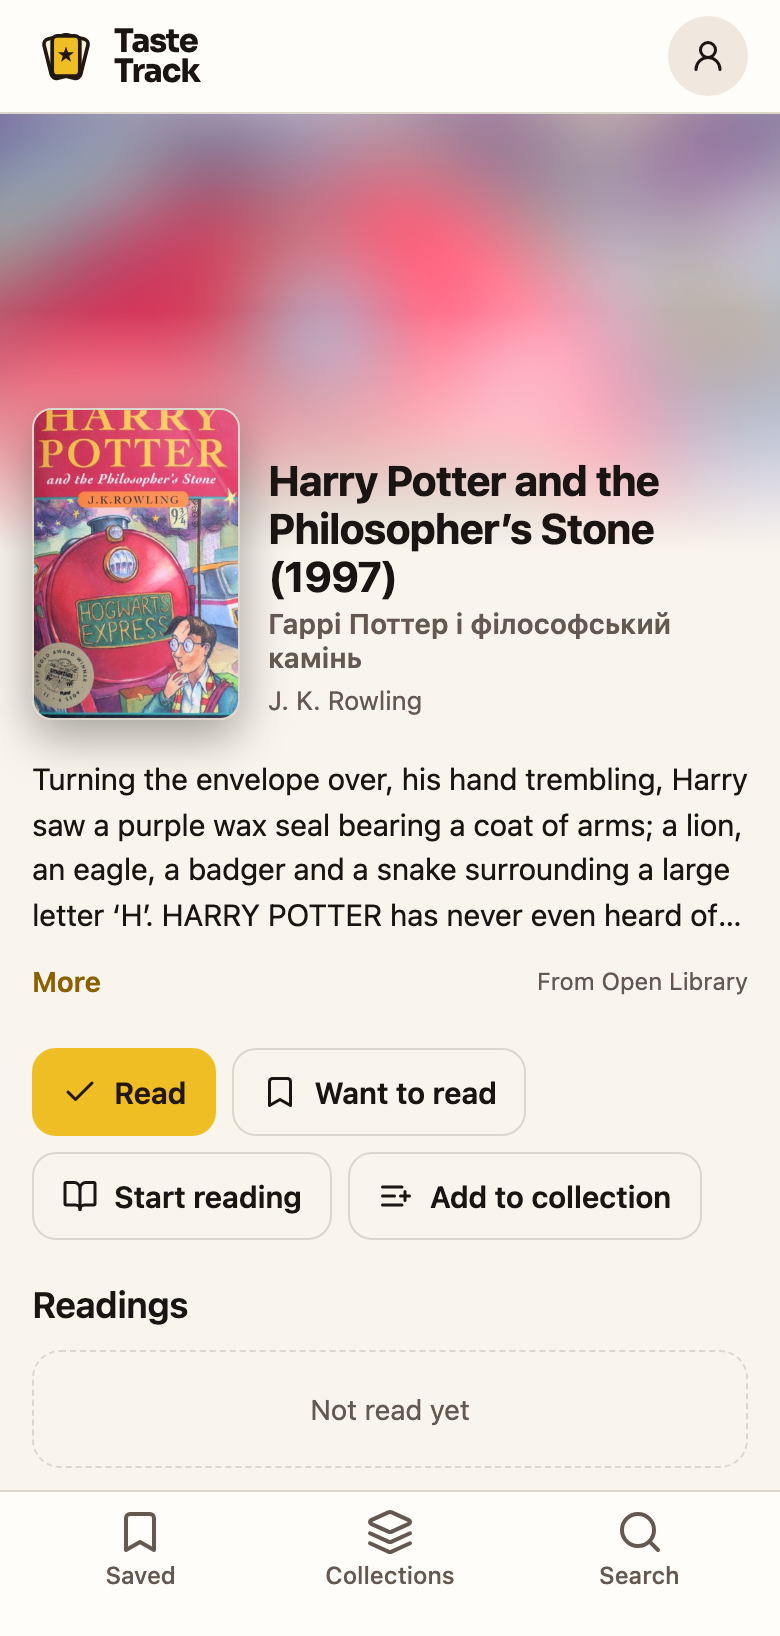 Taste
Track
HARRY
POTTER
and the Philosopher's Stone
J.K.ROWLING
9¾
HOGWARTS
EXPRESS
Harry Potter and the
Philosopher’s Stone
(1997)
Гаррі Поттер і філософський
камінь
J. K. Rowling
Turning the envelope over, his hand trembling, Harry
saw a purple wax seal bearing a coat of arms; a lion,
an eagle, a badger and a snake surrounding a large
letter ‘H’. HARRY POTTER has never even heard of...
More
From Open Library
Read
Want to read
Start reading
Add to collection
Readings
Not read yet
Saved
Collections
Search